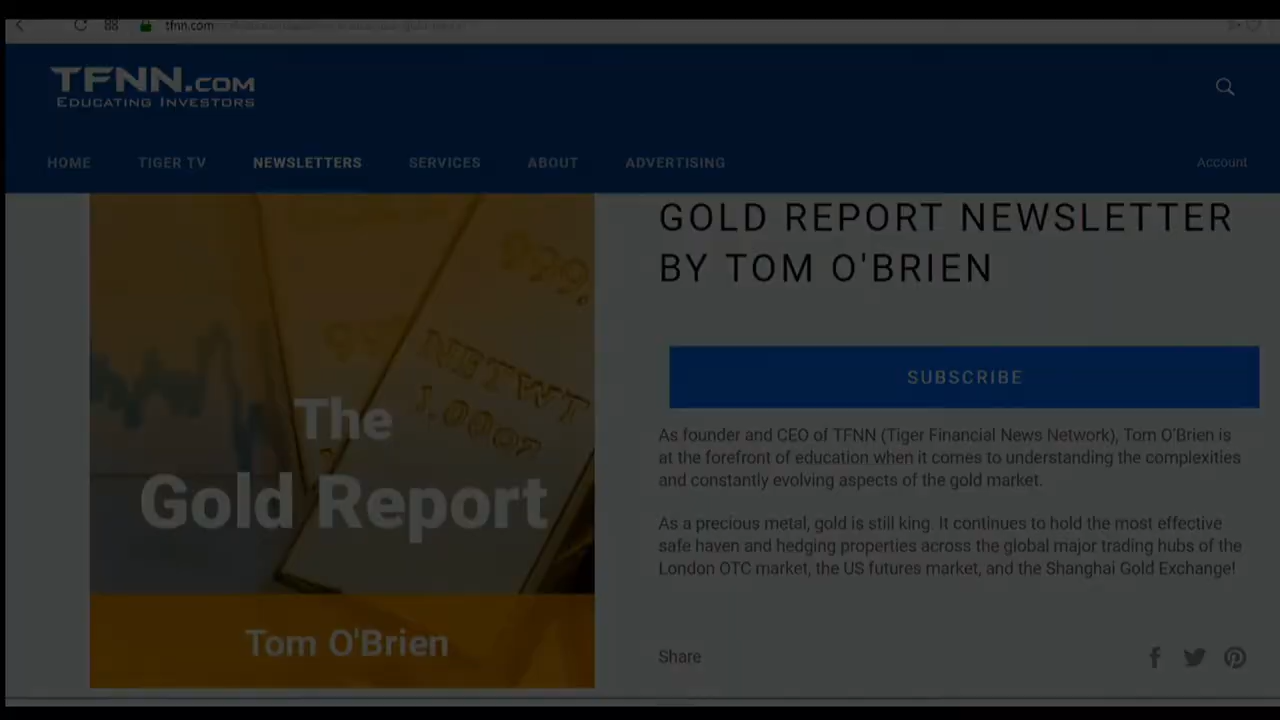 tfnn.com
TFNN.COM
EDUCATING INVESTORS
HOME TIGER TV NEWSLETTERS SERVICES ABOUT ADVERTISING Account
999.
NETWT
1,000
The
Gold Report
Tom O'Brien
GOLD REPORT NEWSLETTER
BY TOM O'BRIEN
SUBSCRIBE
As founder and CEO of TFNN (Tiger Financial News Network), Tom O'Brien is
at the forefront of education when it comes to understanding the complexities
and constantly evolving aspects of the gold market.
As a precious metal, gold is still king. It continues to hold the most effective
safe haven and hedging properties across the global major trading hubs of the
London OTC market, the US futures market, and the Shanghai Gold Exchange!
Share